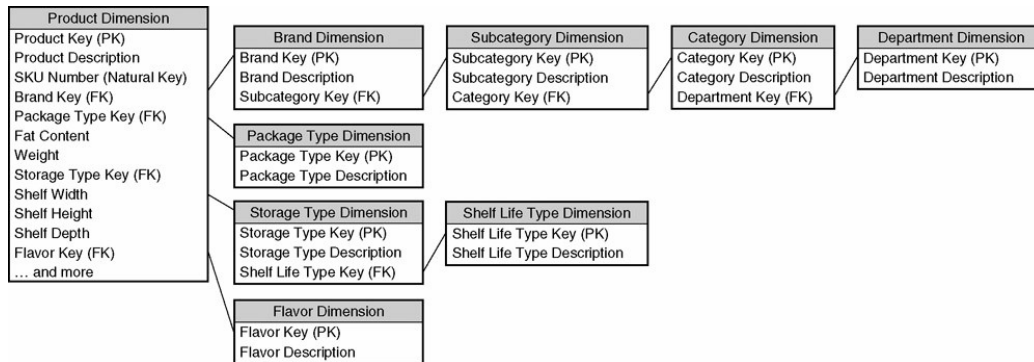 Product Dimension
Product Key (PK)
Product Description
SKU Number (Natural Key)
Brand Key (FK)
Package Type Key (FK)
Fat Content
Weight
Storage Type Key (FK)
Shelf Width
Shelf Height
Shelf Depth
Flavor Key (FK)
... and more
Brand Dimension
Brand Key (PK)
Brand Description
Subcategory Key (FK)
Subcategory Dimension
Subcategory Key (PK)
Subcategory Description
Category Key (FK)
Category Dimension
Category Key (PK)
Category Description
Department Key (FK)
Department Dimension
Department Key (PK)
Department Description
Package Type Dimension
Package Type Key (PK)
Package Type Description
Storage Type Dimension
Storage Type Key (PK)
Storage Type Description
Shelf Life Type Key (FK)
Shelf Life Type Dimension
Shelf Life Type Key (PK)
Shelf Life Type Description
Flavor Dimension
Flavor Key (PK)
Flavor Description